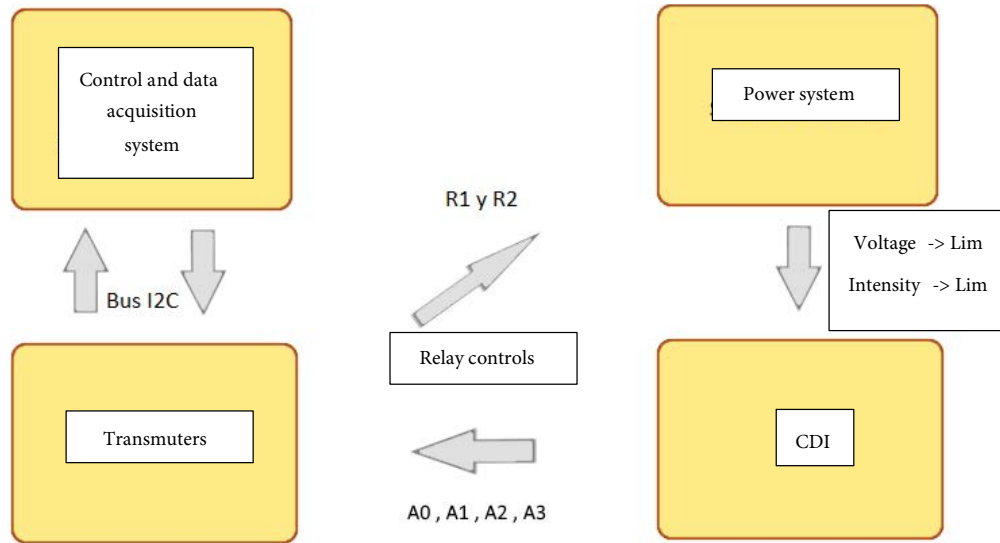 Control and data
acquisition
system
Power system
R1 y R2
Voltage -> Lim
Intensity -> Lim
Bus I2C
Relay controls
Transmuters
CDI
A0 , A1 , A2 , A3